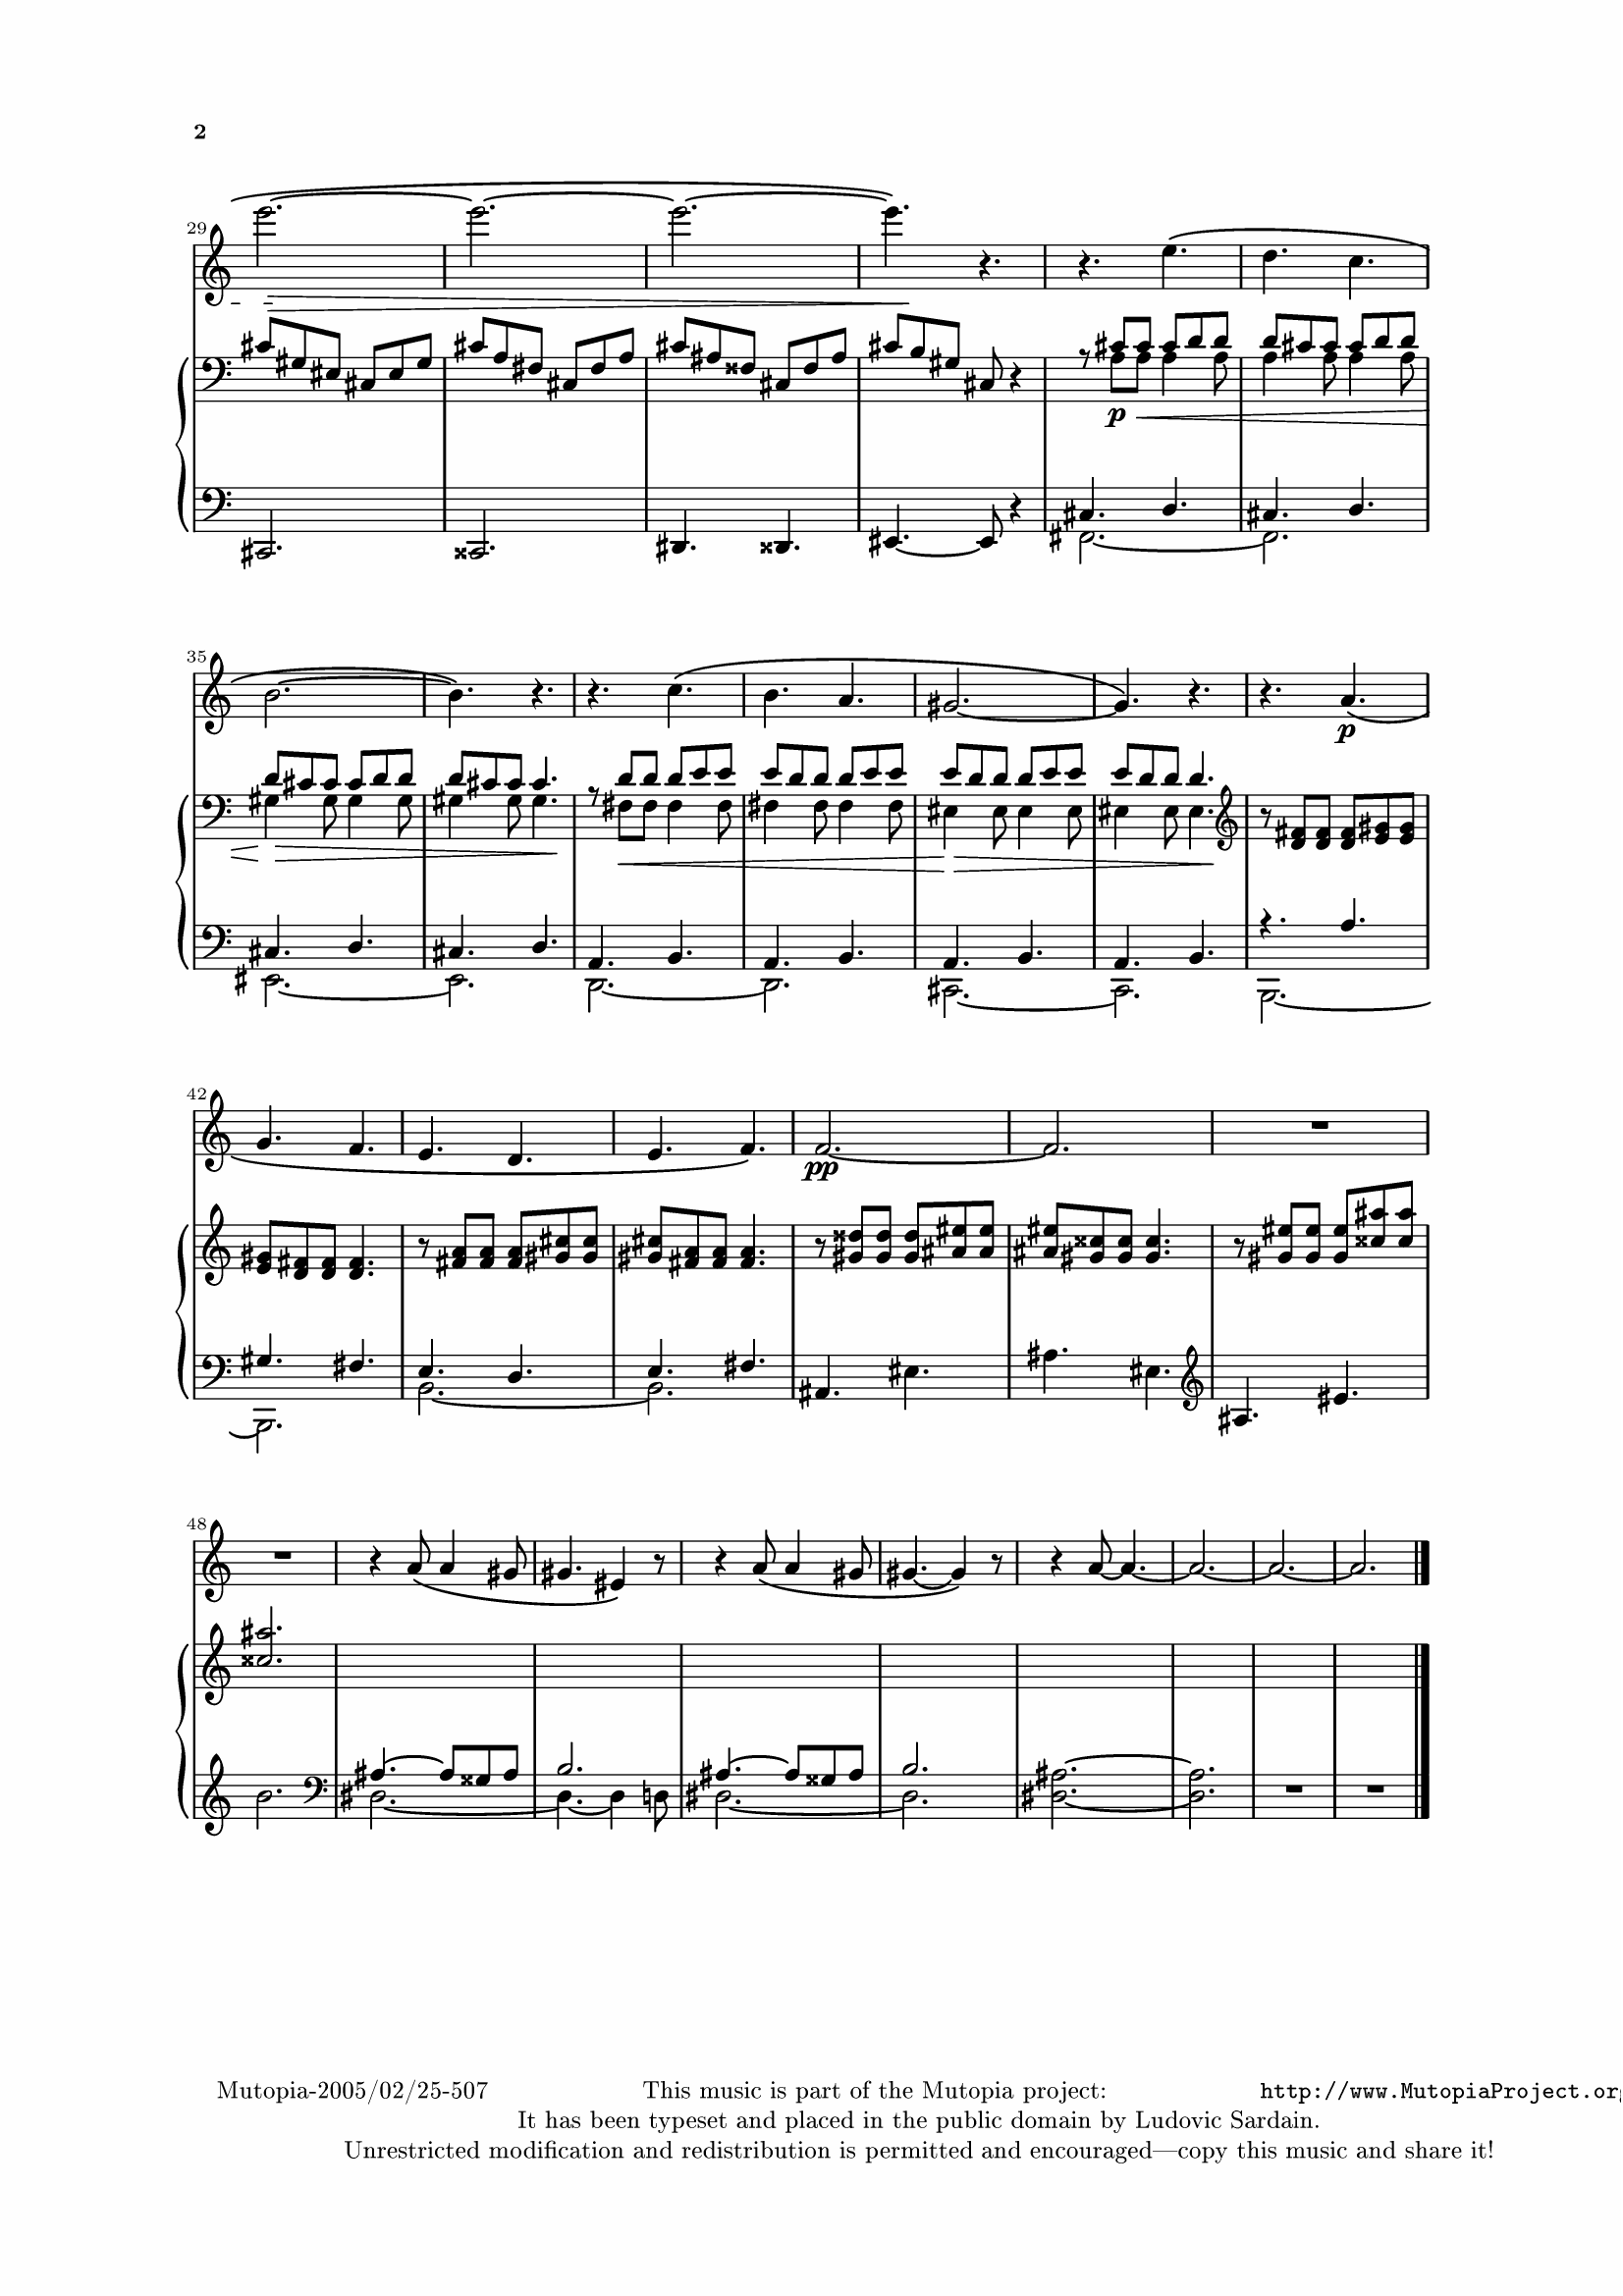 2
29
p
35
p
42
pp
48
Mutopia-2005/02/25-507 This music is part of the Mutopia project: http://www.MutopiaProject.org
It has been typeset and placed in the public domain by Ludovic Sardain.
Unrestricted modification and redistribution is permitted and encouraged—copy this music and share it!